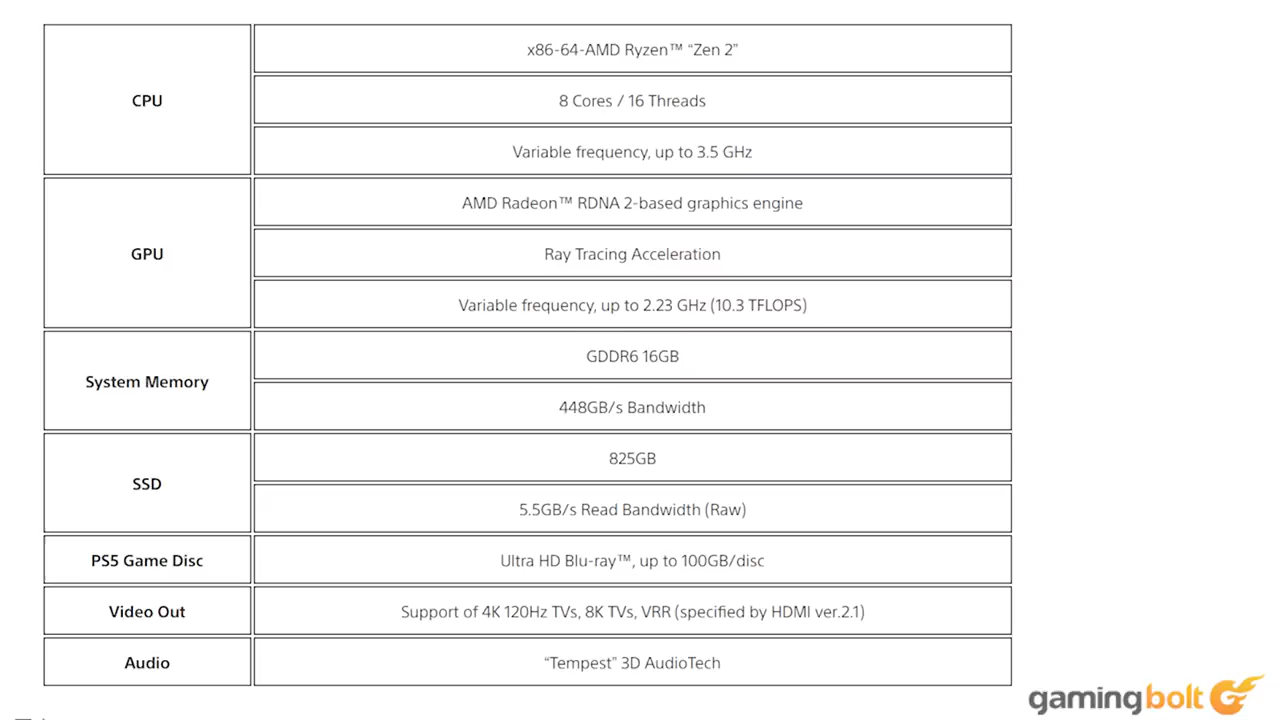 CPU
x86-64-AMD Ryzen™ “Zen 2”
8 Cores / 16 Threads
Variable frequency, up to 3.5 GHz
GPU
AMD Radeon™ RDNA 2-based graphics engine
Ray Tracing Acceleration
Variable frequency, up to 2.23 GHz (10.3 TFLOPS)
System Memory
GDDR6 16GB
448GB/s Bandwidth
SSD
825GB
5.5GB/s Read Bandwidth (Raw)
PS5 Game Disc
Ultra HD Blu-ray™, up to 100GB/disc
Video Out
Support of 4K 120Hz TVs, 8K TVs, VRR (specified by HDMI ver.2.1)
Audio
“Tempest” 3D AudioTech
gamingbolt